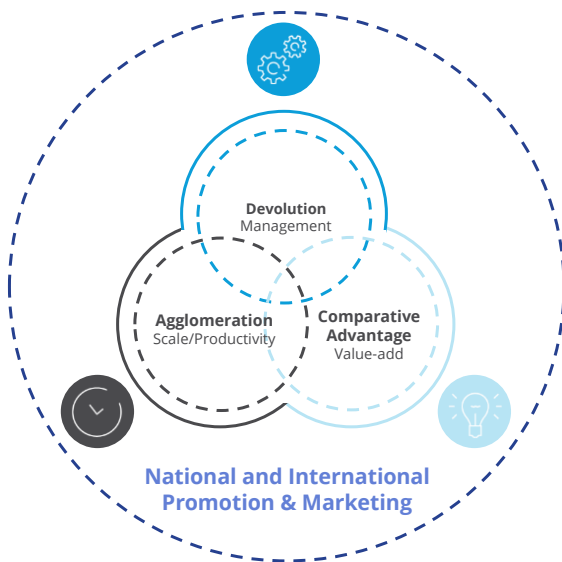 Devolution
Management
Agglomeration
Scale/Productivity
Comparative
Advantage
Value-add
National and International
Promotion & Marketing